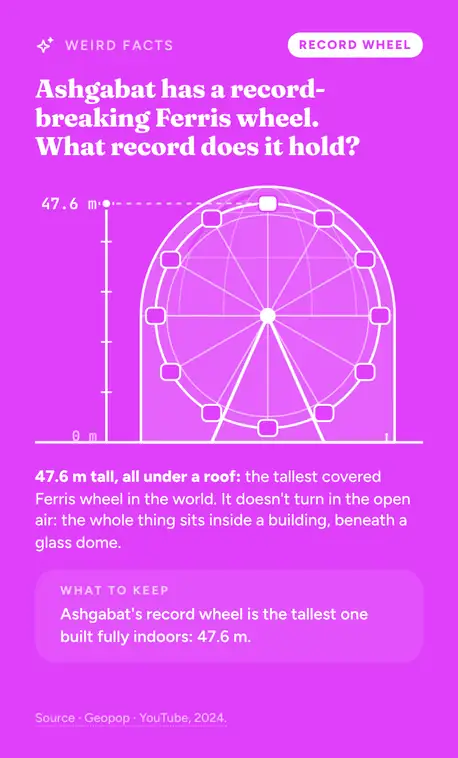 WEIRD FACTS
RECORD WHEEL
Ashgabat has a record-
breaking Ferris wheel.
What record does it hold?
47.6 m
0 m
47.6 m tall, all under a roof: the tallest covered
Ferris wheel in the world. It doesn't turn in the open
air: the whole thing sits inside a building, beneath a
glass dome.
WHAT TO KEEP
Ashgabat's record wheel is the tallest one
built fully indoors: 47.6 m.
Source · Geopop · YouTube, 2024.